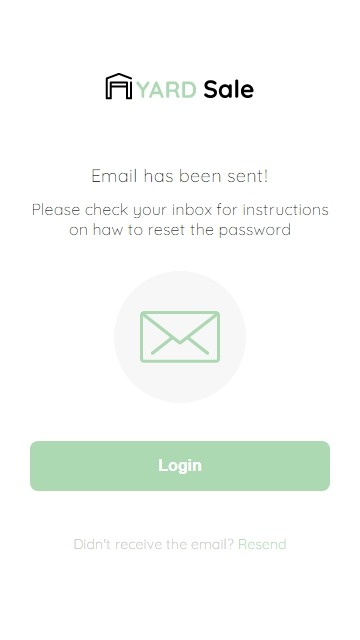 YARD Sale
Email has been sent!
Please check your inbox for instructions
on haw to reset the password
Login
Didn't receive the email? Resend